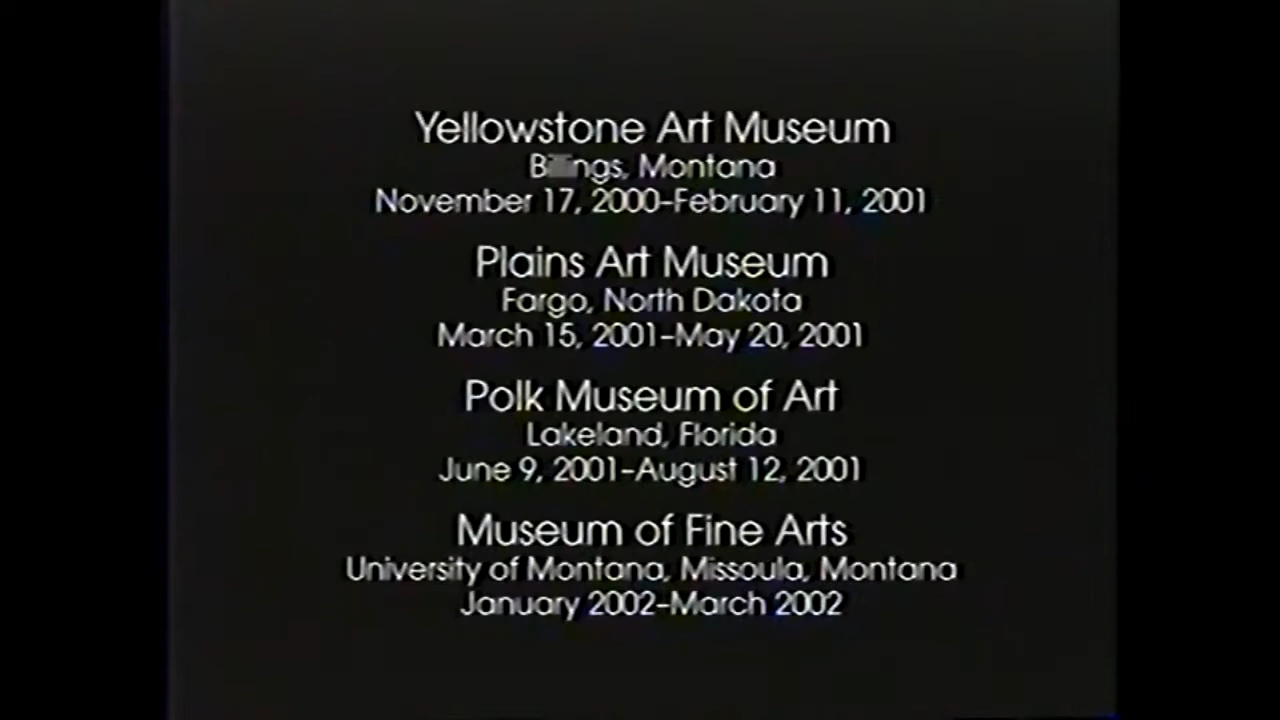 Yellowstone Art Museum
Billings, Montana
November 17, 2000-February 11, 2001
Plains Art Museum
Fargo, North Dakota
March 15, 2001-May 20, 2001
Polk Museum of Art
Lakeland, Florida
June 9, 2001-August 12, 2001
Museum of Fine Arts
University of Montana, Missoula, Montana
January 2002-March 2002